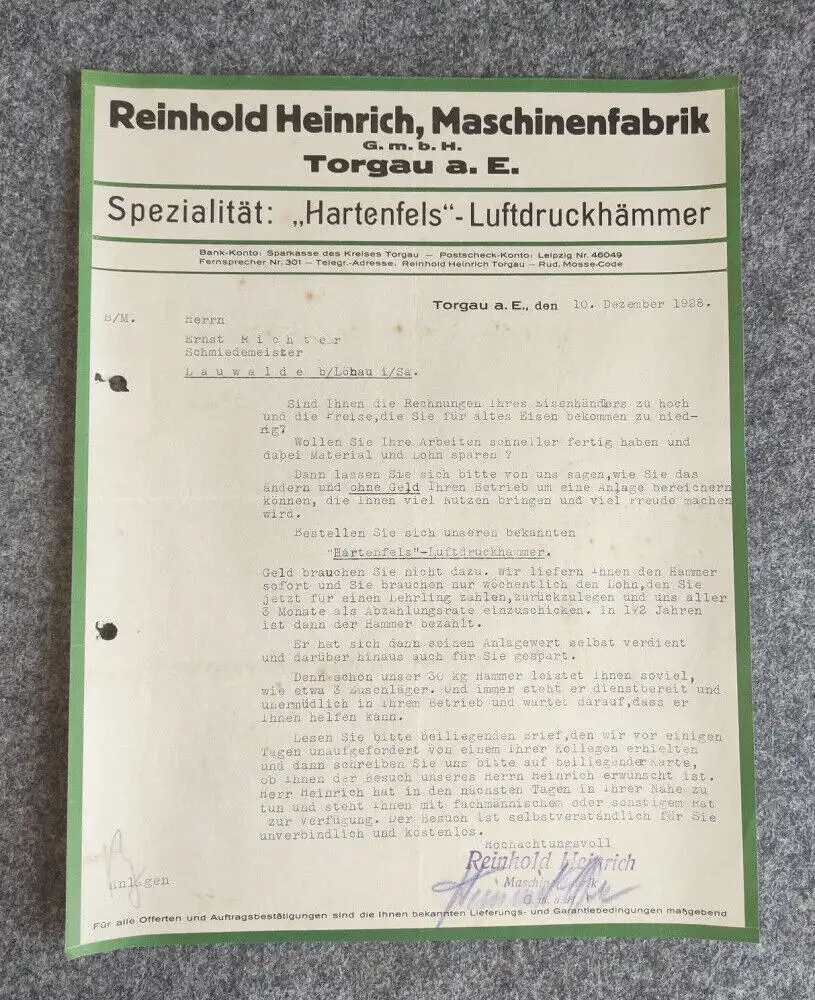 Reinhold Heinrich, Maschinenfabrik
G. m. b. H.
Torgau a. E.
Spezialität: „Hartenfels"-Luftdruckhämmer
Bank-Konto: Sparkasse des Kreises Torgau — Postscheck-Konto: Leipzig Nr. 46049
Fernsprecher Nr. 301 — Telegr.-Adresse: Reinhold Heinrich Torgau — Rud. Mosse-Code
Torgau a. E., den 10. Dezember 1928.
B/M. Herrn
Ernst R i c h t e r
Schmiedemeister
L a u w a l d e b/Löbau i/Sa.
Sind Ihnen die Rechnungen Ihres Eisenhändlers zu hoch
und die Preise,die Sie für altes Eisen bekommen zu nied-
rig?
Wollen Sie Ihre Arbeiten schneller fertig haben und
dabei Material und Lohn sparen ?
Dann lassen Sie sich bitte von uns sagen,wie Sie das
ändern und ohne Geld Ihren Betrieb um eine Anlage bereichern
können, die Ihnen viel Nutzen bringen und viel Freude machen
wird.
Bestellen Sie sich unseren bekannten
"Hartenfels"-Luftdruckhammer.
Geld brauchen Sie nicht dazu. Wir liefern Ihnen den Hammer
sofort und Sie brauchen nur wöchentlich den Lohn,den Sie
jetzt für einen Lehrling zahlen,zurückzulegen und uns aller
3 Monate als Abzahlungsrate einzuschicken. In 1½ Jahren
ist dann der Hammer bezahlt.
Er hat sich dann seinen Anlagewert selbst verdient
und darüber hinaus auch für Sie gespart.
Denn schon unser 30 kg Hammer leistet Ihnen soviel,
wie etwa 3 Zuschläger. Und immer steht er dienstbereit und
unermüdlich in Ihrem Betrieb und wartet darauf,dass er
Ihnen helfen kann.
Lesen Sie bitte beiliegenden Brief,den wir vor einigen
Tagen unaufgefordert von einem Ihrer Kollegen erhielten
und dann schreiben Sie uns bitte auf beiliegender Karte,
ob Ihnen der Besuch unseres Herrn Heinrich erwünscht ist.
Herr Heinrich hat in den nächsten Tagen in Ihrer Nähe zu
tun und steht Ihnen mit fachmännischem oder sonstigem Rat
zur Verfügung. Der Besuch ist selbstverständlich für Sie
unverbindlich und kostenlos.
Hochachtungsvoll
Reinhold Heinrich
Maschinenfabrik
G. m. b. H.
Anlagen
Für alle Offerten und Auftragsbestätigungen sind die Ihnen bekannten Lieferungs- und Garantiebedingungen maßgebend